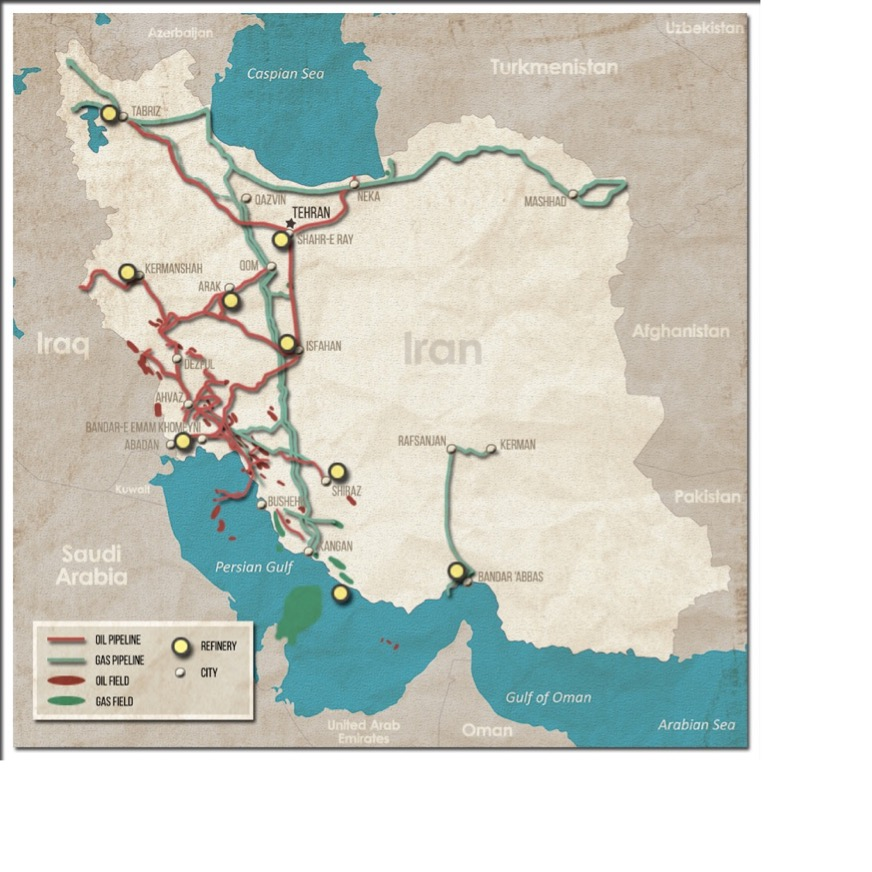 Azerbaijan
Uzbekistan
Caspian Sea
Turkmenistan
TABRIZ
QAZVIN
NEKA
MASHHAD
TEHRAN
SHAHR-E RAY
QOM
KERMANSHAH
ARAK
Iraq
ISFAHAN
Iran
Afghanistan
DEZFUL
AHVAZ
BANDAR-E EMAM KHOMEYNI
ABADAN
RAFSANJAN
KERMAN
Kuwait
SHIRAZ
BUSHEHR
Pakistan
KANGAN
Saudi
Arabia
Persian Gulf
BANDAR 'ABBAS
OIL PIPELINE
REFINERY
GAS PIPELINE
CITY
OIL FIELD
GAS FIELD
Gulf of Oman
United Arab
Emirates
Oman
Arabian Sea